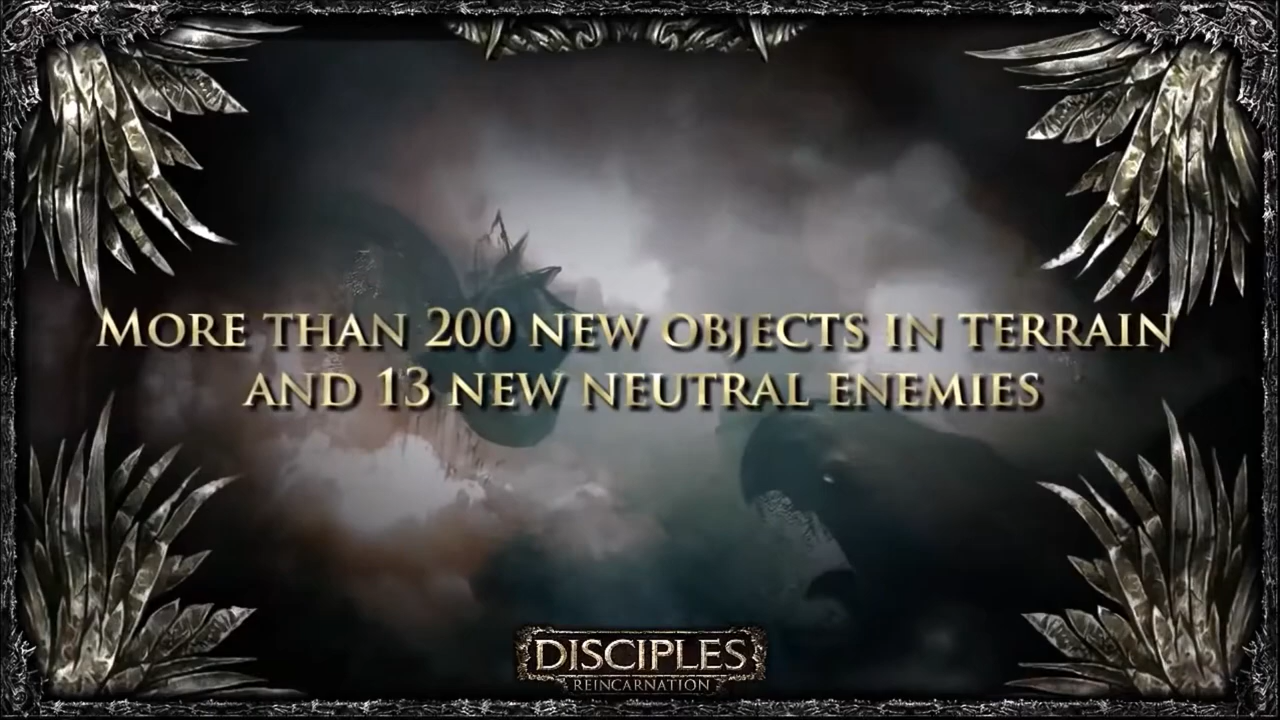 More than 200 new objects in terrain
and 13 new neutral enemies
DISCIPLES
REINCARNATION